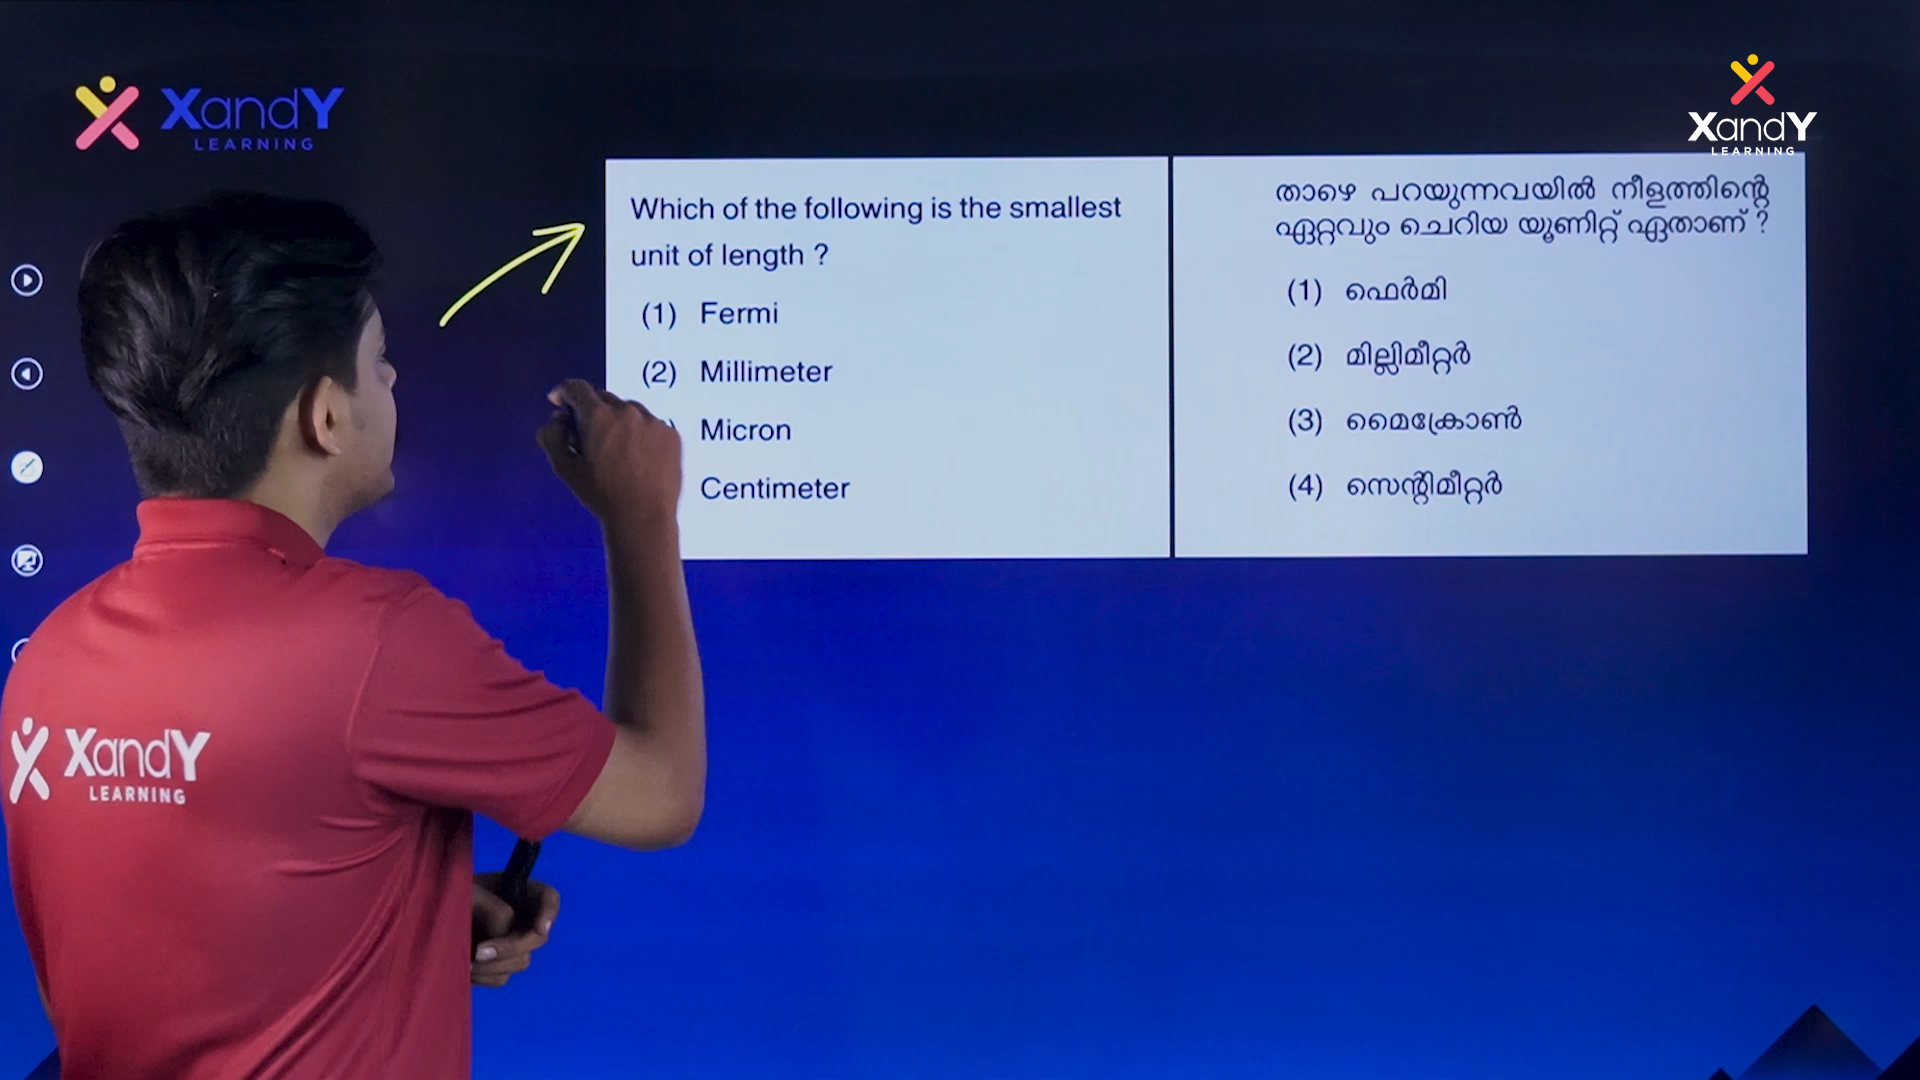 XandY
LEARNING
XandY
LEARNING
Which of the following is the smallest
unit of length ?
(1) Fermi
(2) Millimeter
Micron
Centimeter
താഴെ പറയുന്നവയിൽ നീളത്തിന്റെ
ഏറ്റവും ചെറിയ യൂണിറ്റ് ഏതാണ് ?
(1) ഫെർമി
(2) മില്ലിമീറ്റർ
(3) മൈക്രോൺ
(4) സെന്റിമീറ്റർ
XandY
LEARNING